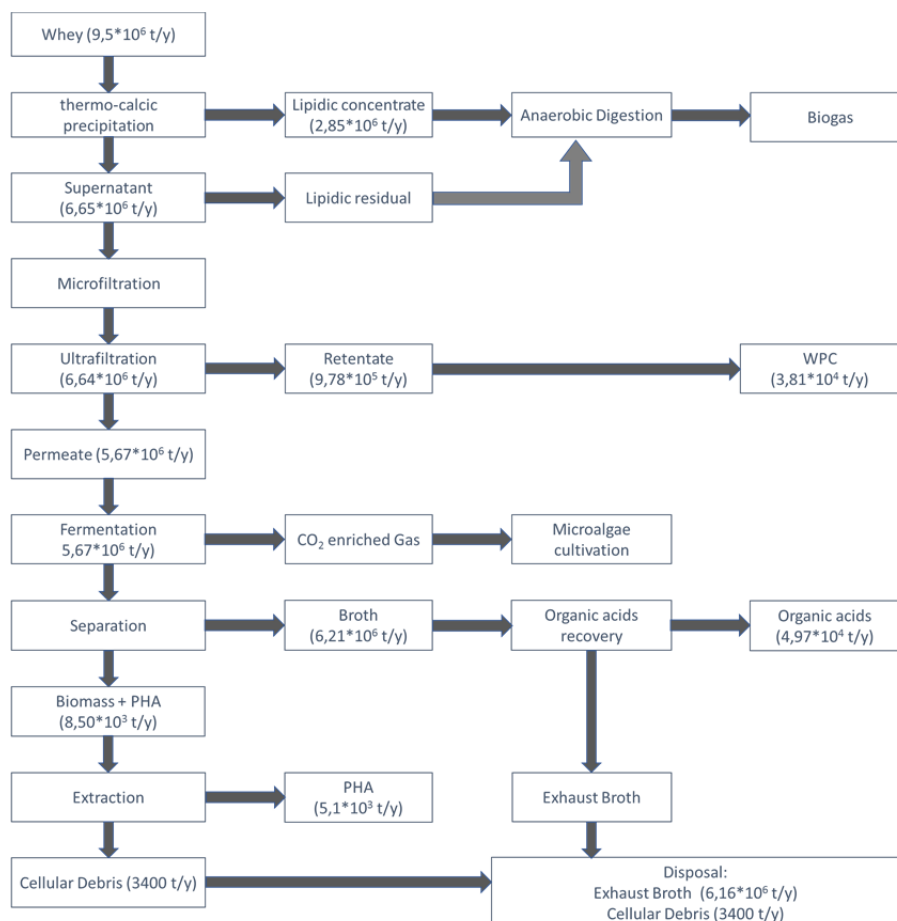 Whey (9,5*10⁶ t/y)
thermo-calcic
precipitation
Lipidic concentrate
(2,85*10⁶ t/y)
Anaerobic Digestion
Biogas
Supernatant
(6,65*10⁶ t/y)
Lipidic residual
Microfiltration
Ultrafiltration
(6,64*10⁶ t/y)
Retentate
(9,78*10⁵ t/y)
WPC
(3,81*10⁴ t/y)
Permeate (5,67*10⁶ t/y)
Fermentation
5,67*10⁶ t/y)
CO₂ enriched Gas
Microalgae
cultivation
Separation
Broth
(6,21*10⁶ t/y)
Organic acids
recovery
Organic acids
(4,97*10⁴ t/y)
Biomass + PHA
(8,50*10³ t/y)
Extraction
PHA
(5,1*10³ t/y)
Exhaust Broth
Cellular Debris (3400 t/y)
Disposal:
Exhaust Broth (6,16*10⁶ t/y)
Cellular Debris (3400 t/y)